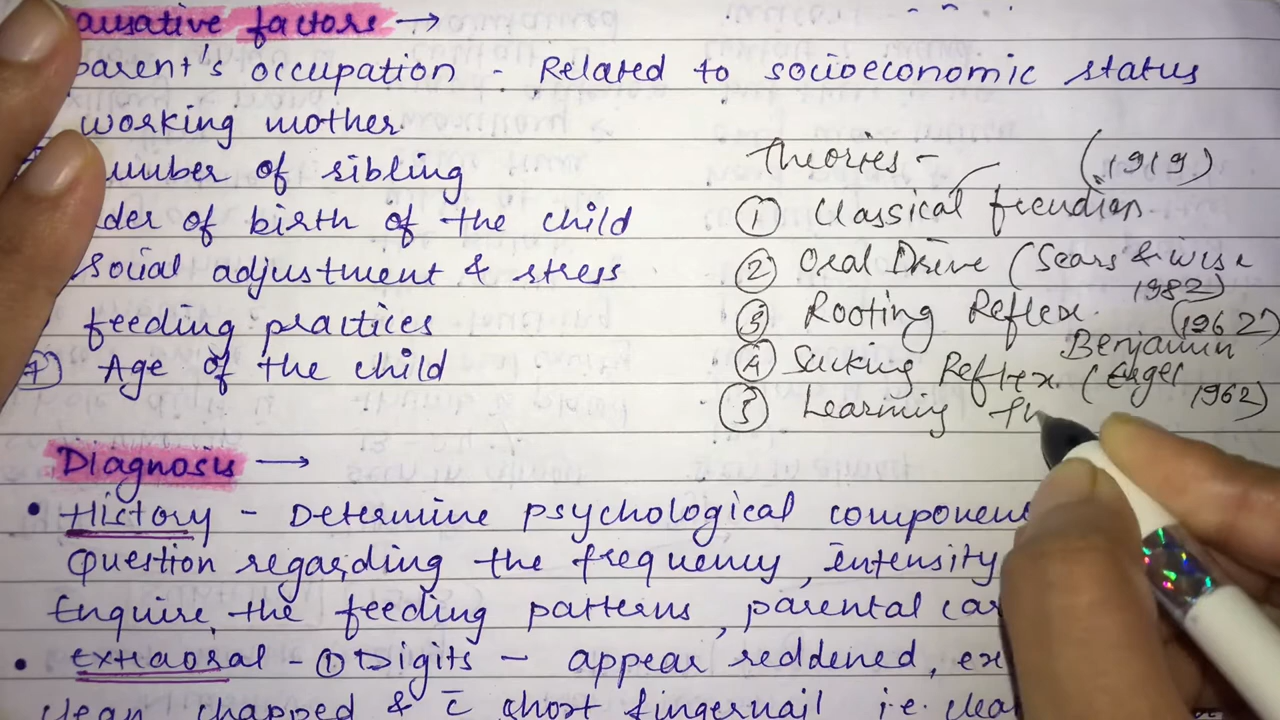 ausative factors →
parent's occupation - Related to socioeconomic status
working mother
number of sibling
der of birth of the child
social adjustment & stress
feeding practices
⑦ Age of the child
Theories - (1919)
① Classical freudian
② Oral Drive (Sears & wise 1982)
③ Rooting Reflex. (1962)
Benjamin
④ Sucking Reflex. (Engel 1962)
⑤ Learning
Diagnosis →
• History - Determine psychological componen
question regarding the frequency, intensity
Enquire, the feeding patterns, parental car
• extraoral - ① Digits - appear reddened, ex
clean, chapped & c̄ short fingernail i.e. clea